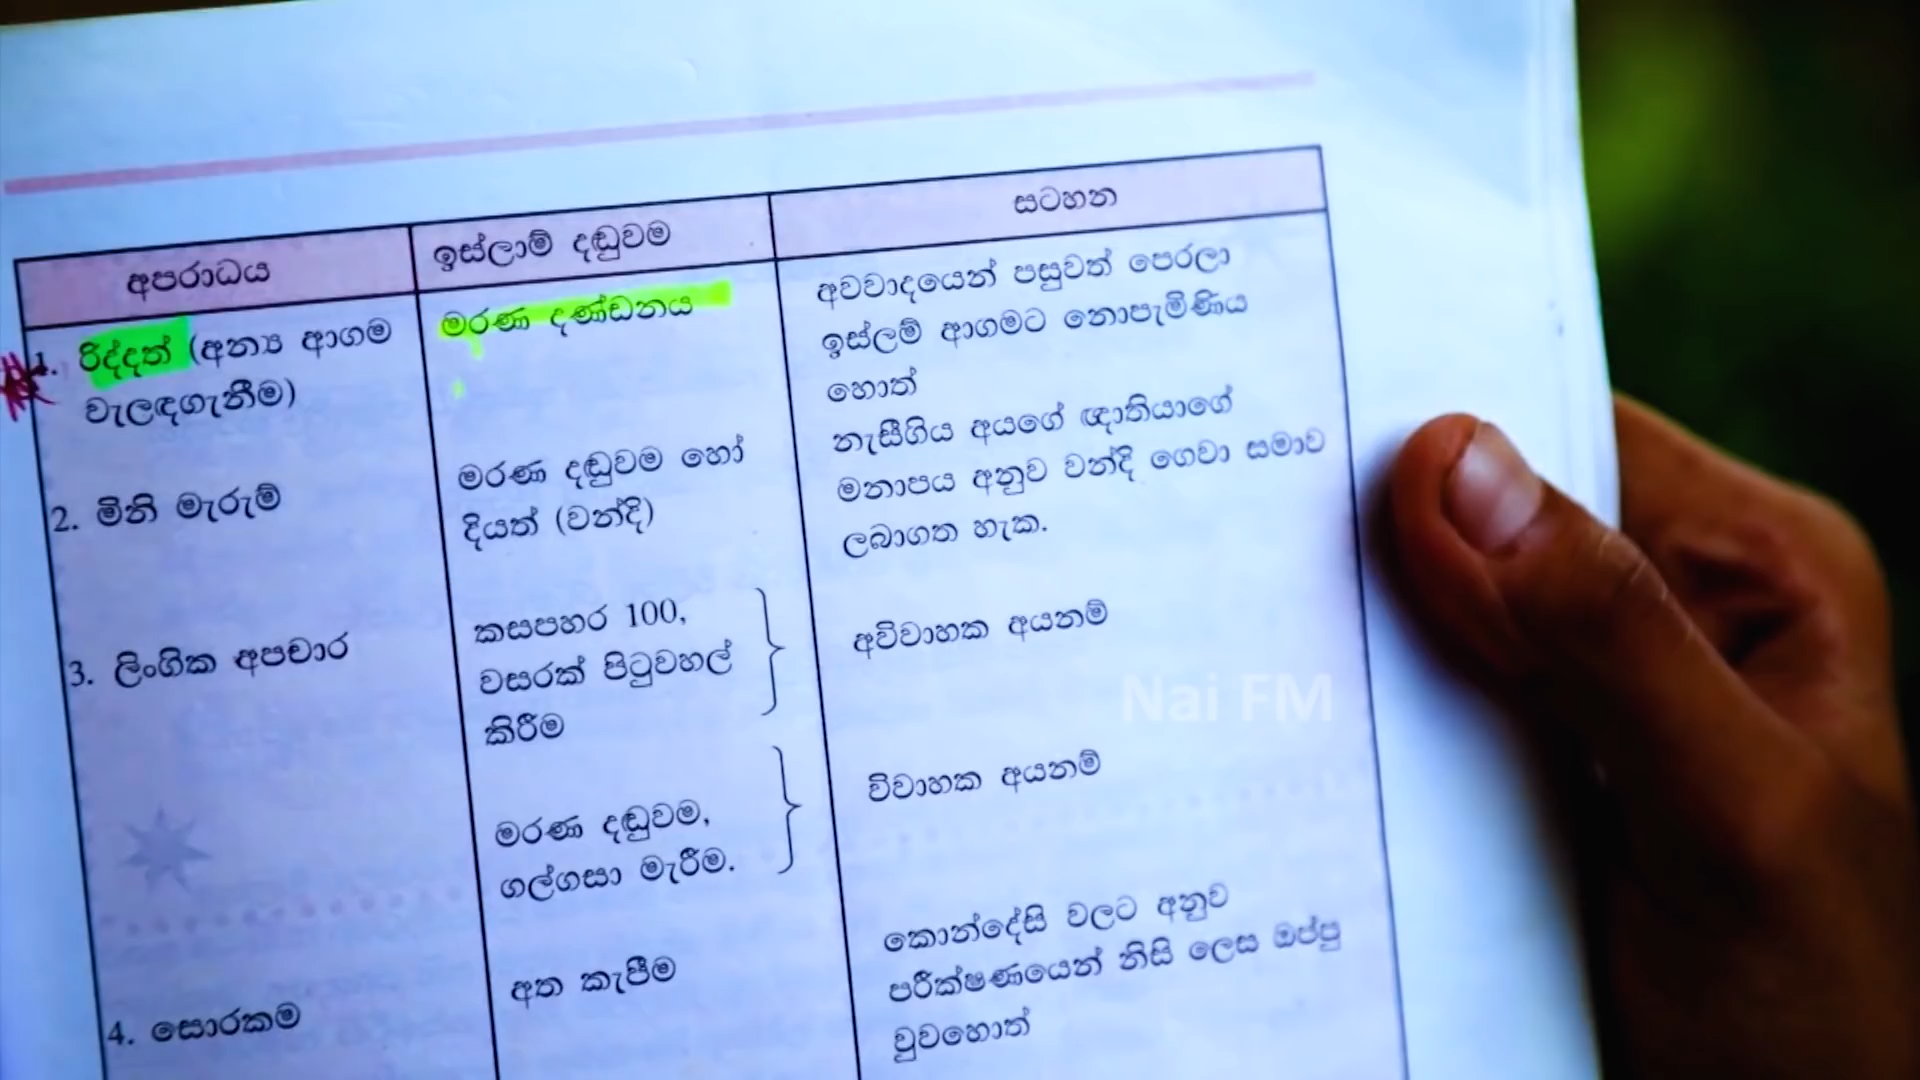 අපරාධය
ඉස්ලාම් දඬුවම
සටහන
1. රිද්දත් (අන්‍ය ආගම
වැලඳගැනීම)
මරණ දණ්ඩනය
අවවාදයෙන් පසුවත් පෙරලා
ඉස්ලම් ආගමට නොපැමිණිය
හොත්
2. මිනි මැරුම්
මරණ දඬුවම හෝ
දියත් (වන්දි)
නැසීගිය අයගේ ඥාතියාගේ
මනාපය අනුව වන්දි ගෙවා සමාව
ලබාගත හැක.
3. ලිංගික අපචාර
කසපහර 100,
වසරක් පිටුවහල්
කිරීම
අවිවාහක අයනම්
මරණ දඬුවම,
ගල්ගසා මැරීම.
විවාහක අයනම්
4. සොරකම
අත කැපීම
කොන්දේසි වලට අනුව
පරීක්ෂණයෙන් නිසි ලෙස ඔප්පු
වුවහොත්
Nai FM